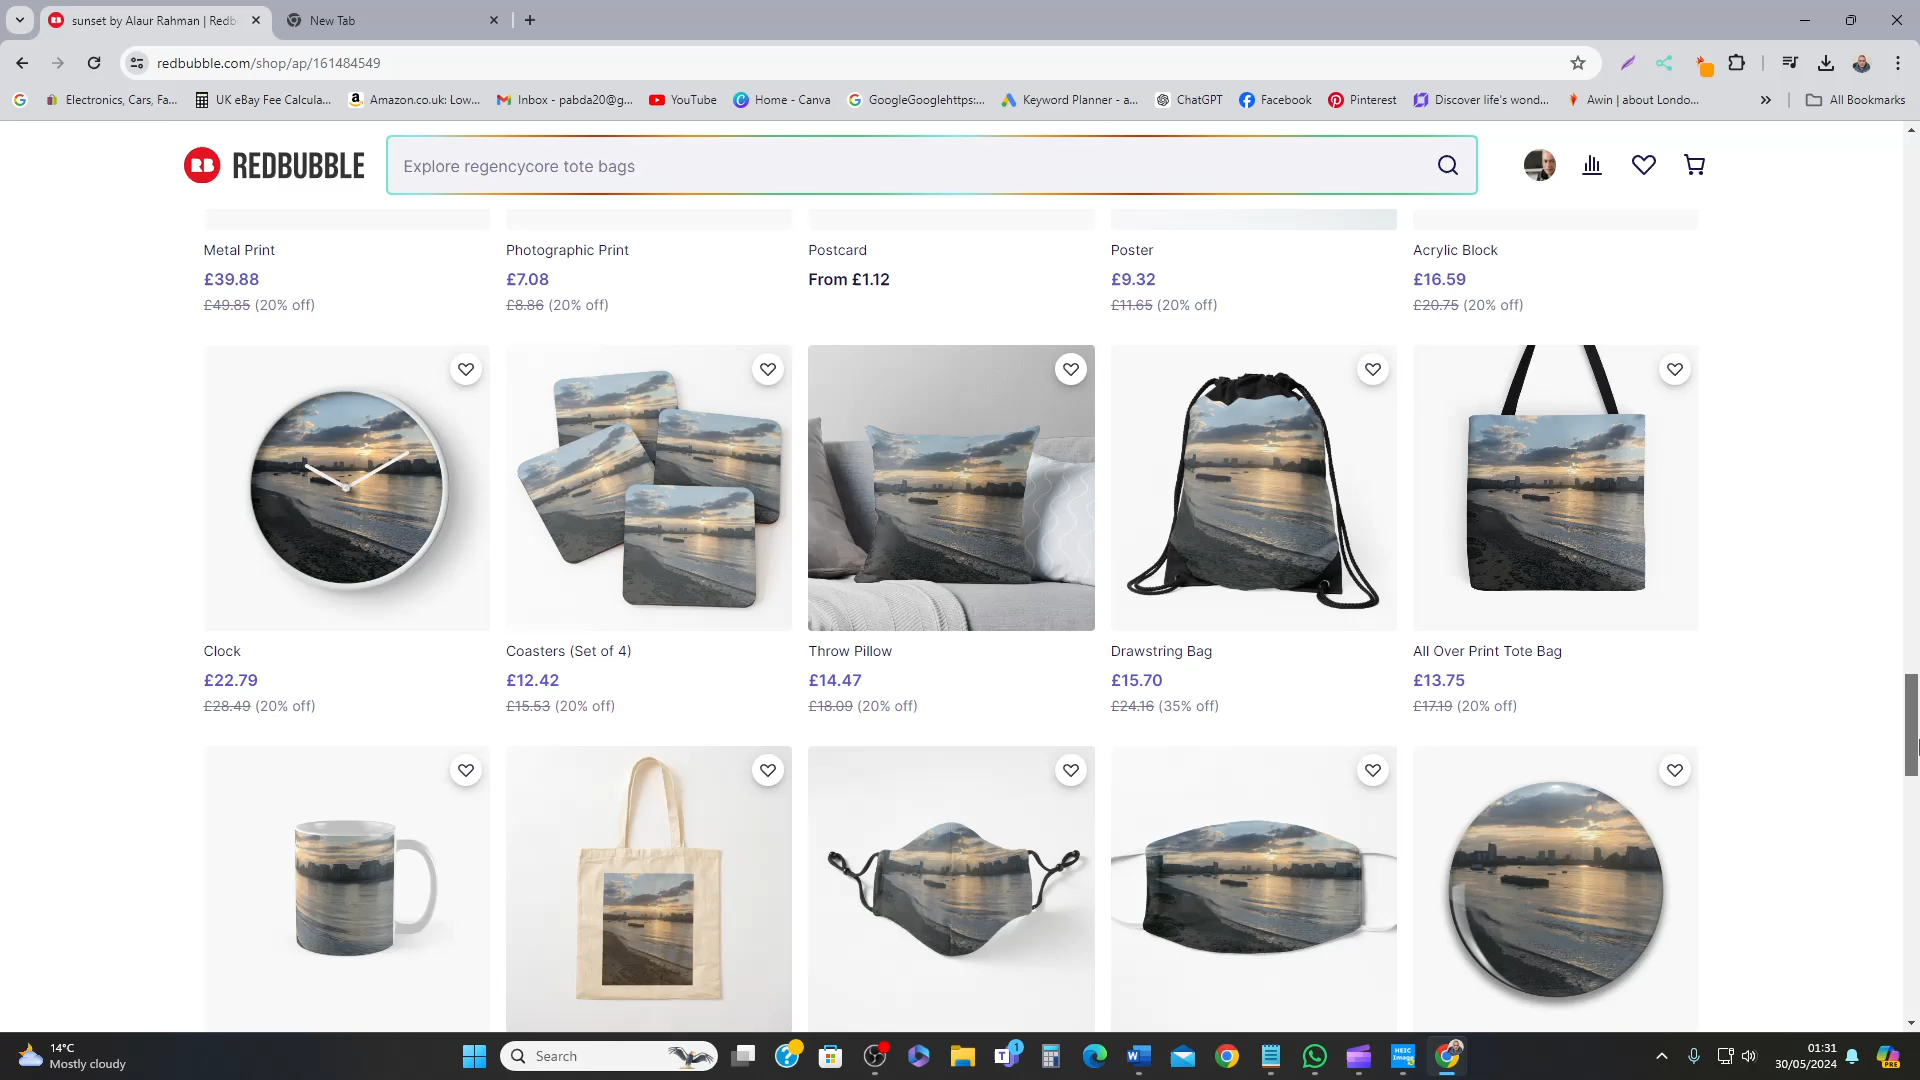 sunset by Alaur Rahman | Redb
New Tab
redbubble.com/shop/ap/161484549
Electronics, Cars, Fa...
UK eBay Fee Calcula...
Amazon.co.uk: Low...
Inbox - pabda20@g...
YouTube
Home - Canva
GoogleGooglehttps:...
Keyword Planner - a...
ChatGPT
Facebook
Pinterest
Discover life's wond...
Awin | about Londo...
All Bookmarks
RB REDBUBBLE
Explore regencycore tote bags
Metal Print
£39.88
£49.85 (20% off)
Photographic Print
£7.08
£8.86 (20% off)
Postcard
From £1.12
Poster
£9.32
£11.65 (20% off)
Acrylic Block
£16.59
£20.75 (20% off)
Clock
£22.79
£28.49 (20% off)
Coasters (Set of 4)
£12.42
£15.53 (20% off)
Throw Pillow
£14.47
£18.09 (20% off)
Drawstring Bag
£15.70
£24.16 (35% off)
All Over Print Tote Bag
£13.75
£17.19 (20% off)
14°C
Mostly cloudy
Search
1
HEIC
Image
PRE
01:31
30/05/2024